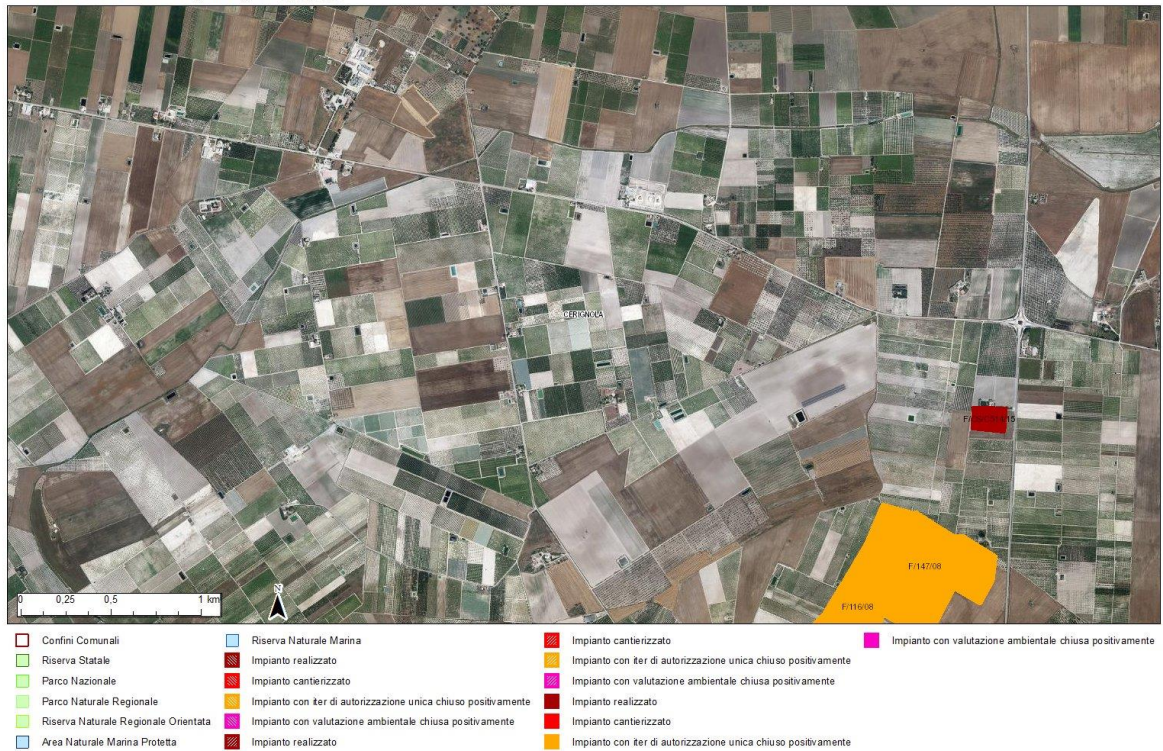 CERIGNOLA
F/147/08
F/116/08
N
0 0,25 0,5 1 km
Confini Comunali
Riserva Statale
Parco Nazionale
Parco Naturale Regionale
Riserva Naturale Regionale Orientata
Area Naturale Marina Protetta
Riserva Naturale Marina
Impianto realizzato
Impianto cantierizzato
Impianto con iter di autorizzazione unica chiuso positivamente
Impianto con valutazione ambientale chiusa positivamente
Impianto realizzato
Impianto cantierizzato
Impianto con iter di autorizzazione unica chiuso positivamente
Impianto con valutazione ambientale chiusa positivamente
Impianto realizzato
Impianto cantierizzato
Impianto con iter di autorizzazione unica chiuso positivamente
Impianto con valutazione ambientale chiusa positivamente